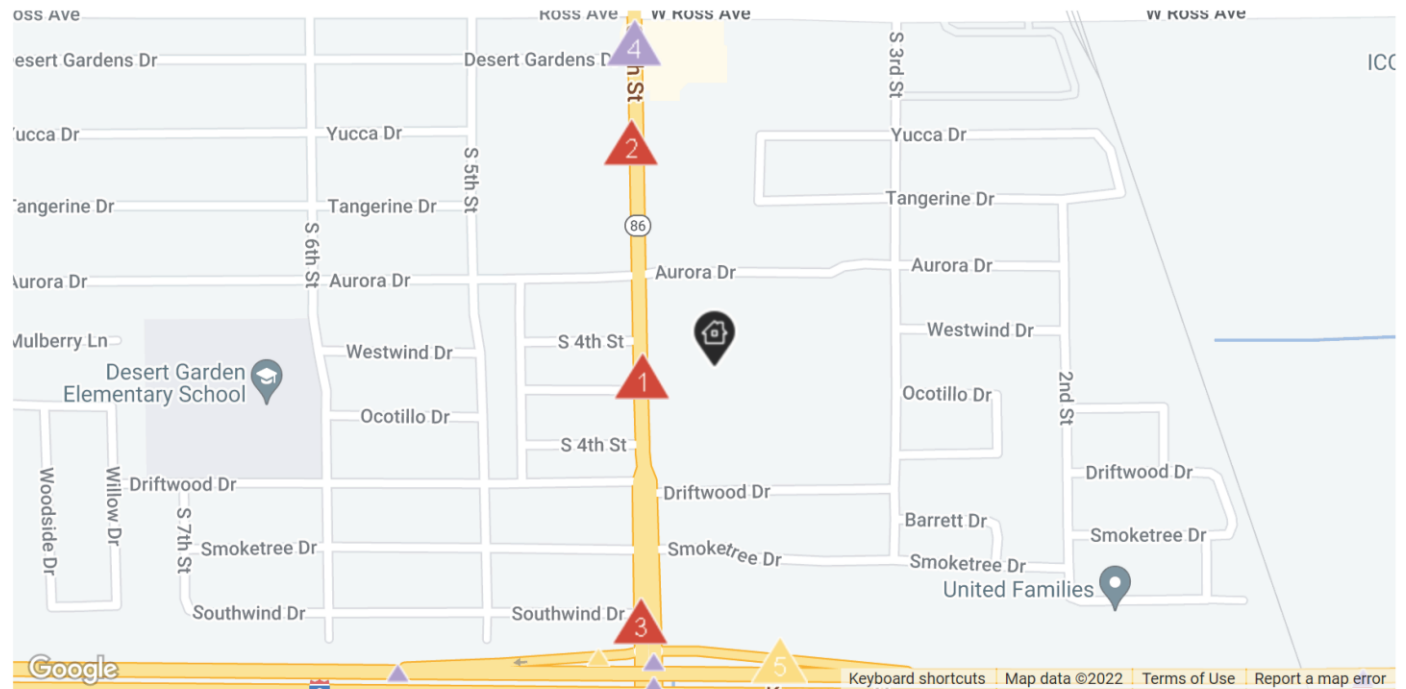 oss Ave
Ross Ave
W Ross Ave
W Ross Ave
4
esert Gardens Dr
Desert Gardens D
h St
S 3rd St
ICC
Yucca Dr
Yucca Dr
Yucca Dr
2
S 5th St
Tangerine Dr
Tangerine Dr
Tangerine Dr
86
S 6th St
Aurora Dr
Aurora Dr
Aurora Dr
Aurora Dr
Mulberry Ln
S 4th St
Westwind Dr
Westwind Dr
Desert Garden
Elementary School
1
Ocotillo Dr
Ocotillo Dr
2nd St
S 4th St
Woodside Dr
Willow Dr
Driftwood Dr
Driftwood Dr
Driftwood Dr
S 7th St
Barrett Dr
Smoketree Dr
Smoketree Dr
Smoketree Dr
Smoketree Dr
United Families
Southwind Dr
Southwind Dr
3
5
Google
Keyboard shortcuts
Map data ©2022
Terms of Use
Report a map error